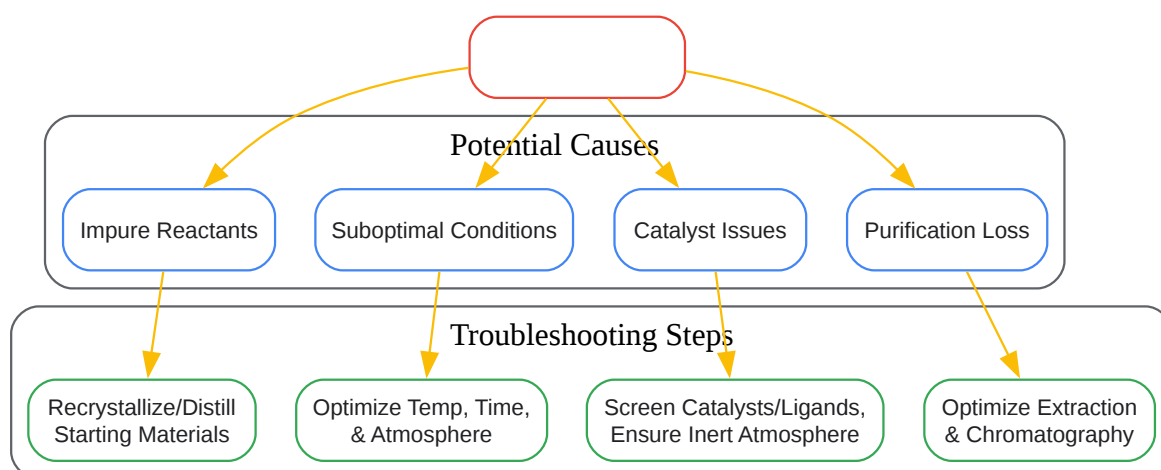 Potential Causes
Impure Reactants
Suboptimal Conditions
Catalyst Issues
Purification Loss
Troubleshooting Steps
Recrystallize/Distill
Starting Materials
Optimize Temp, Time,
& Atmosphere
Screen Catalysts/Ligands,
Ensure Inert Atmosphere
Optimize Extraction
& Chromatography